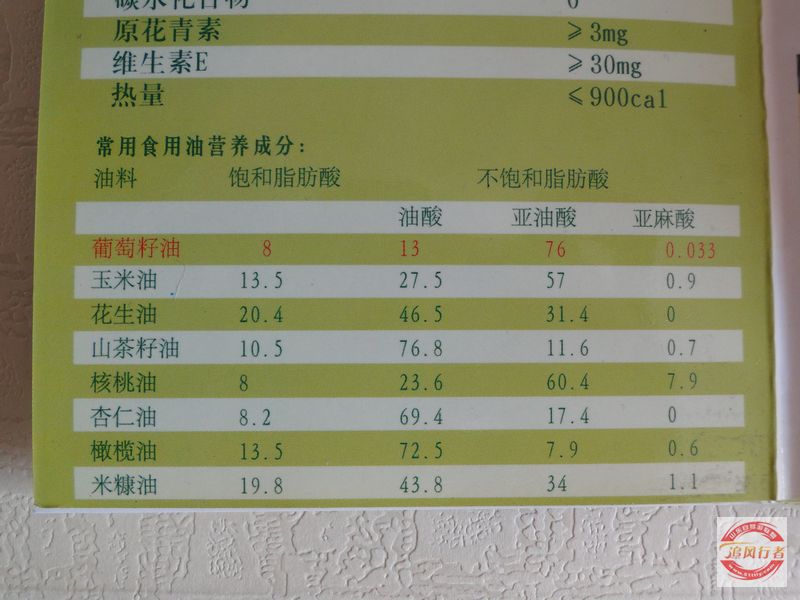 碳水化合物 0
原花青素 ≥3mg
维生素E ≥30mg
热量 ≤900cal
常用食用油营养成分:
油料 饱和脂肪酸 不饱和脂肪酸
油酸 亚油酸 亚麻酸
葡萄籽油 8 13 76 0.033
玉米油 13.5 27.5 57 0.9
花生油 20.4 46.5 31.4 0
山茶籽油 10.5 76.8 11.6 0.7
核桃油 8 23.6 60.4 7.9
杏仁油 8.2 69.4 17.4 0
橄榄油 13.5 72.5 7.9 0.6
米糠油 19.8 43.8 34 1.1
追风行者